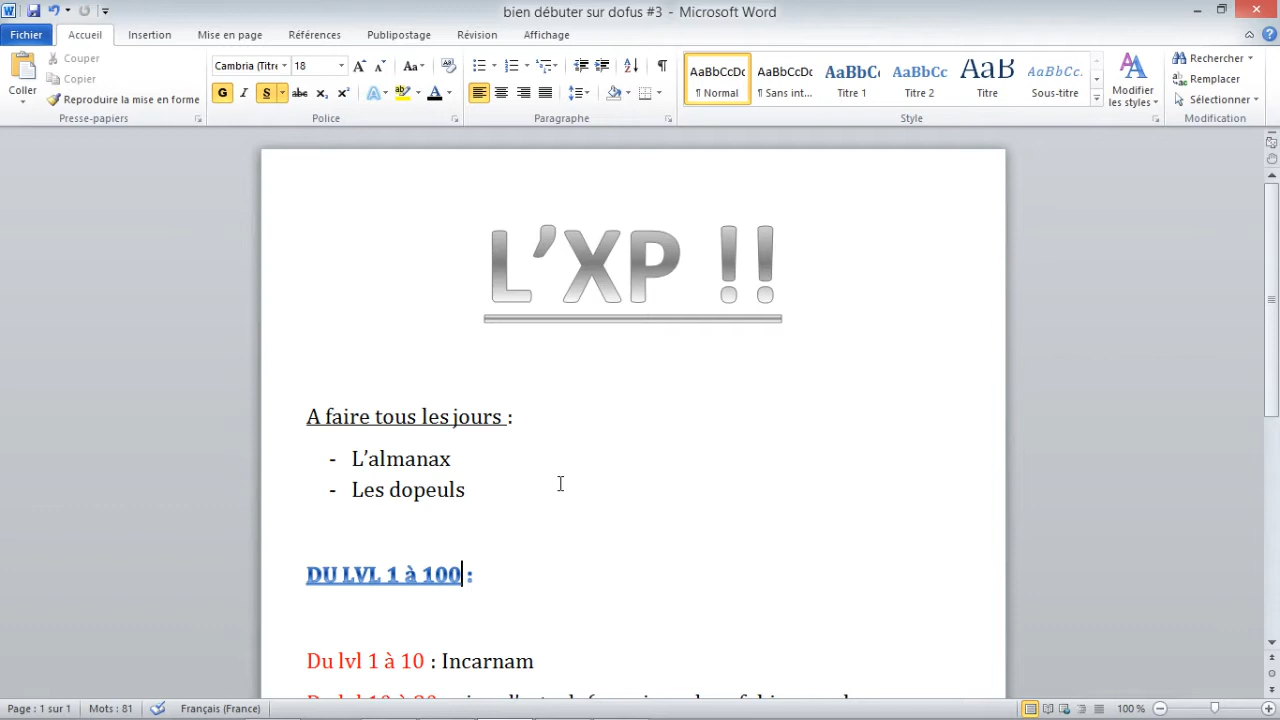 bien débuter sur dofus #3 - Microsoft Word
Fichier Accueil Insertion Mise en page Références Publipostage Révision Affichage
Coller
Couper
Copier
Reproduire la mise en forme
Presse-papiers
Cambria (Titre 18
Police
Paragraphe
AaBbCcDc AaBbCcDc AaBbC AaBbCc AaB AaBbCc.
¶ Normal ¶ Sans int... Titre 1 Titre 2 Titre Sous-titre
Style
Modifier
les styles
Rechercher
Remplacer
Sélectionner
Modification
L’XP !!
A faire tous les jours :
- L’almanax
- Les dopeuls
DU LVL 1 à 100 :
Du lvl 1 à 10 : Incarnam
Page : 1 sur 1 Mots : 81 Français (France) 100 %